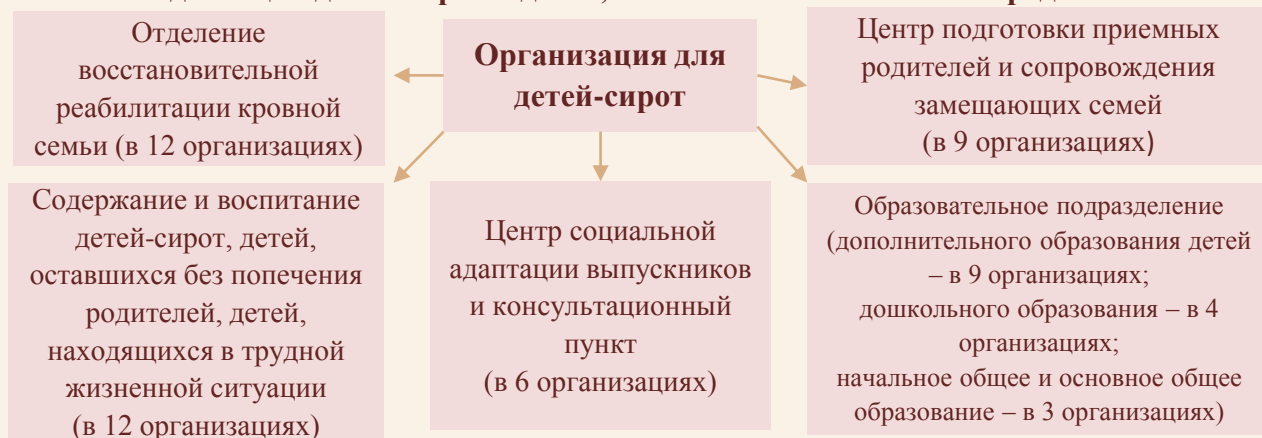 Отделение
восстановительной
реабилитации кровной
семьи (в 12 организациях)
Организация для
детей-сирот
Центр подготовки приемных
родителей и сопровождения
замещающих семей
(в 9 организациях)
Содержание и воспитание
детей-сирот, детей,
оставшихся без попечения
родителей, детей,
находящихся в трудной
жизненной ситуации
(в 12 организациях)
Центр социальной
адаптации выпускников
и консультационный
пункт
(в 6 организациях)
Образовательное подразделение
(дополнительного образования детей
– в 9 организациях;
дошкольного образования – в 4
организациях;
начальное общее и основное общее
образование – в 3 организациях)